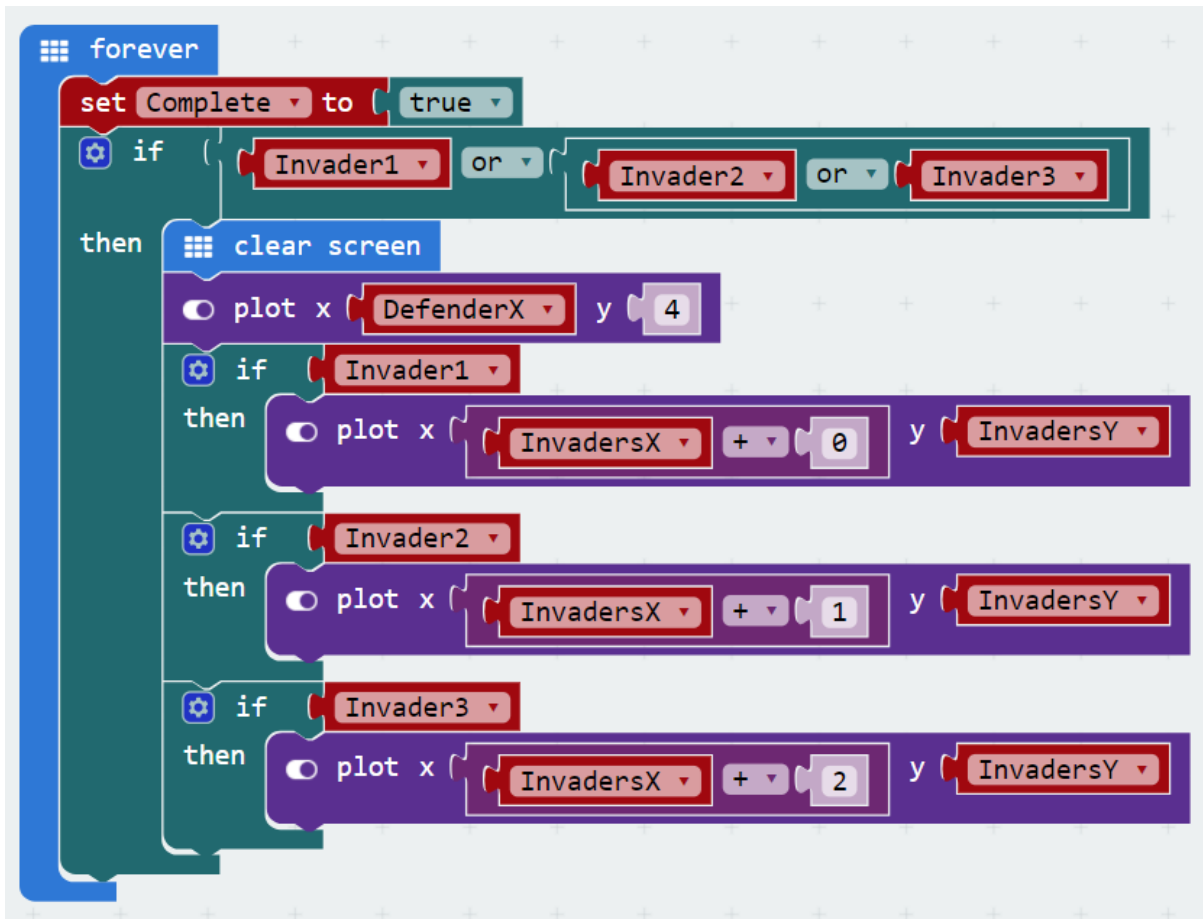 forever
set Complete to true
if Invader1 or Invader2 or Invader3
then clear screen
plot x DefenderX y 4
if Invader1
then plot x InvadersX + 0 y InvadersY
if Invader2
then plot x InvadersX + 1 y InvadersY
if Invader3
then plot x InvadersX + 2 y InvadersY